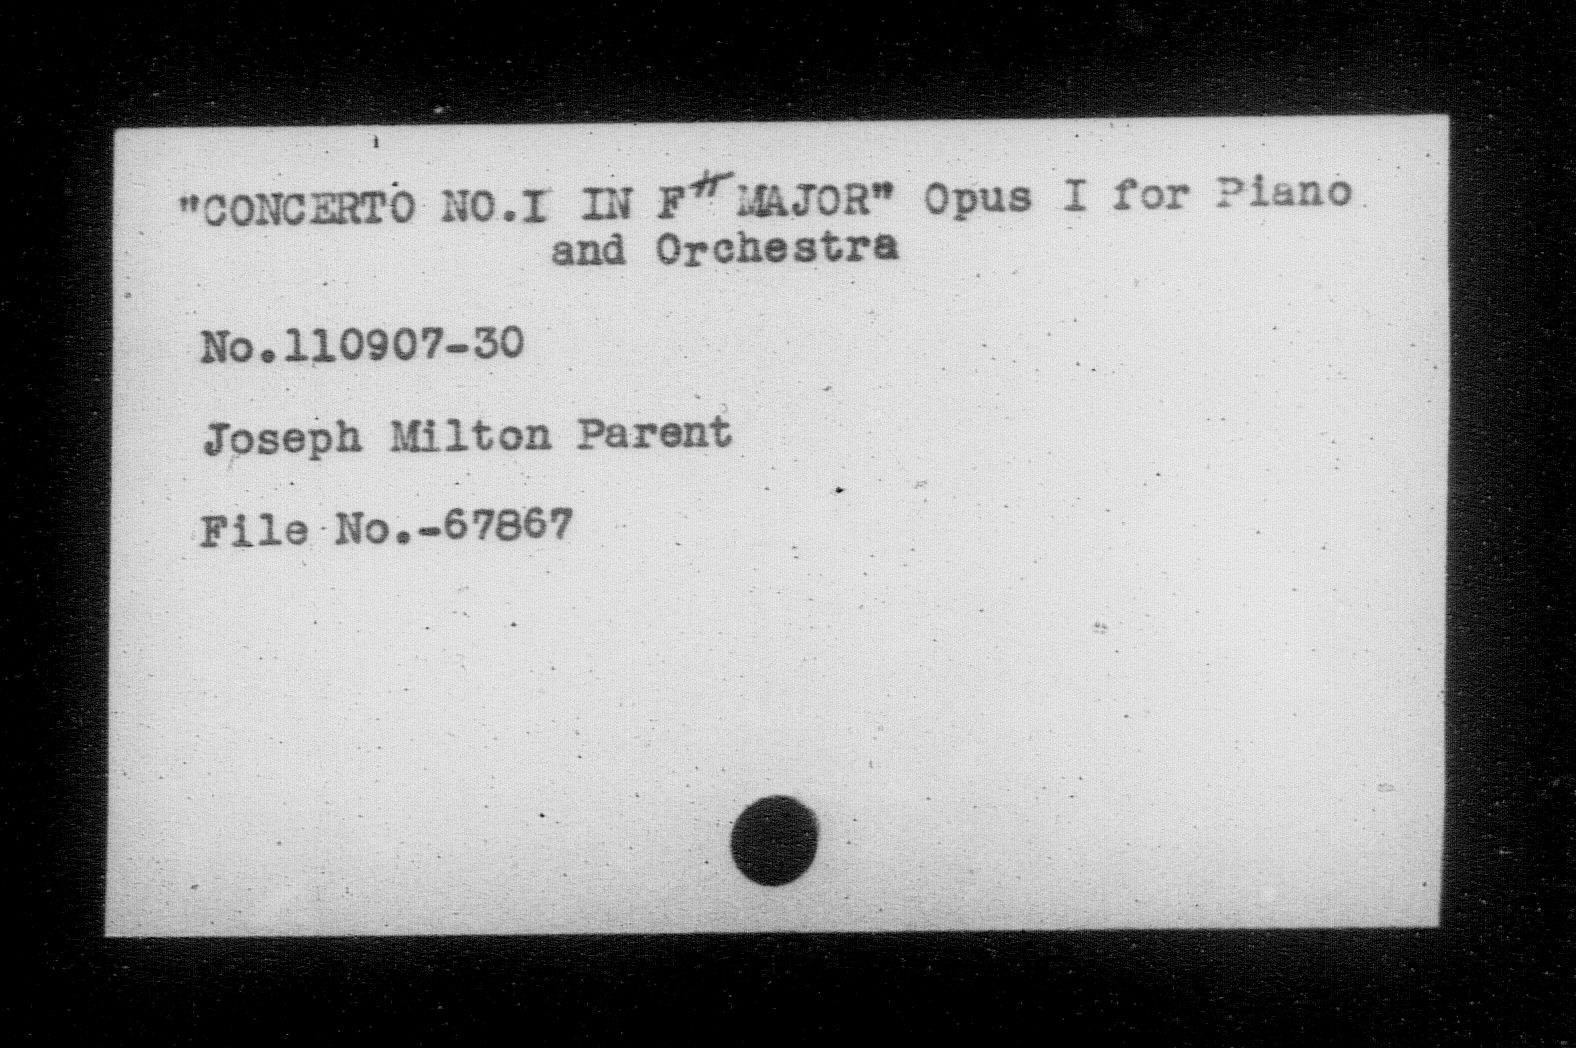 "CONCERTO NO.I IN F# MAJOR" Opus I for Piano
and Orchestra
No.110907-30
Joseph Milton Parent
File No.-67867